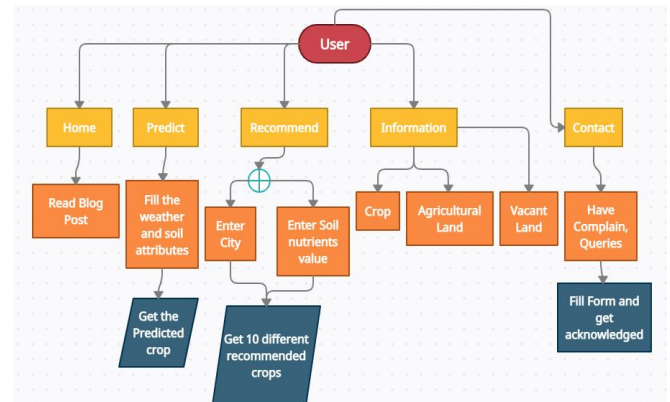 User
Home
Predict
Recommend
Information
Contact
Read Blog
Post
Fill the
weather
and soil
attributes
Enter
City
Enter Soil
nutrients
value
Crop
Agricultural
Land
Vacant
Land
Have
Complain,
Queries
Get the
Predicted
crop
Get 10 different
recommended
crops
Fill Form and
get
acknowledged